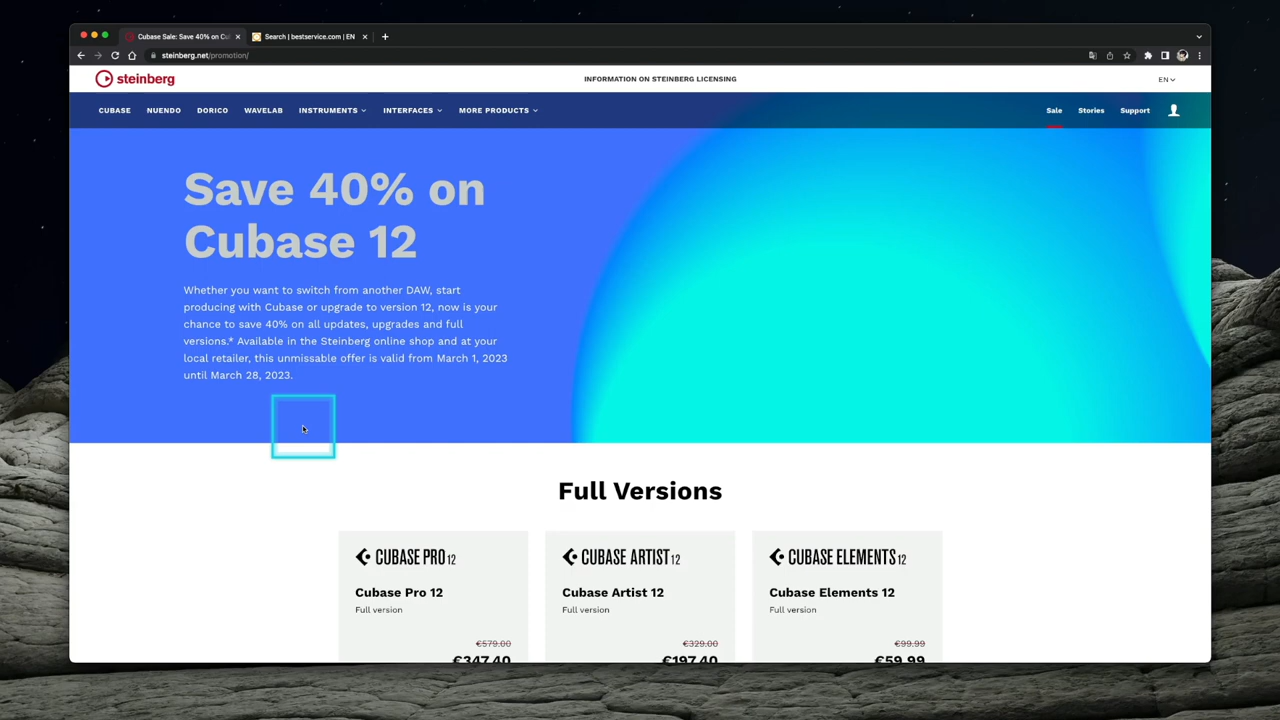 Cubase Sale: Save 40% on Cu
Search | bestservice.com | EN
steinberg.net/promotion/
steinberg
INFORMATION ON STEINBERG LICENSING
EN
CUBASE NUENDO DORICO WAVELAB INSTRUMENTS INTERFACES MORE PRODUCTS Sale Stories Support
Save 40% on
Cubase 12
Whether you want to switch from another DAW, start
producing with Cubase or upgrade to version 12, now is your
chance to save 40% on all updates, upgrades and full
versions.* Available in the Steinberg online shop and at your
local retailer, this unmissable offer is valid from March 1, 2023
until March 28, 2023.
Full Versions
CUBASE PRO 12
Cubase Pro 12
Full version
€579.00
€347.40
CUBASE ARTIST 12
Cubase Artist 12
Full version
€329.00
€197.40
CUBASE ELEMENTS 12
Cubase Elements 12
Full version
€99.99
€59.99